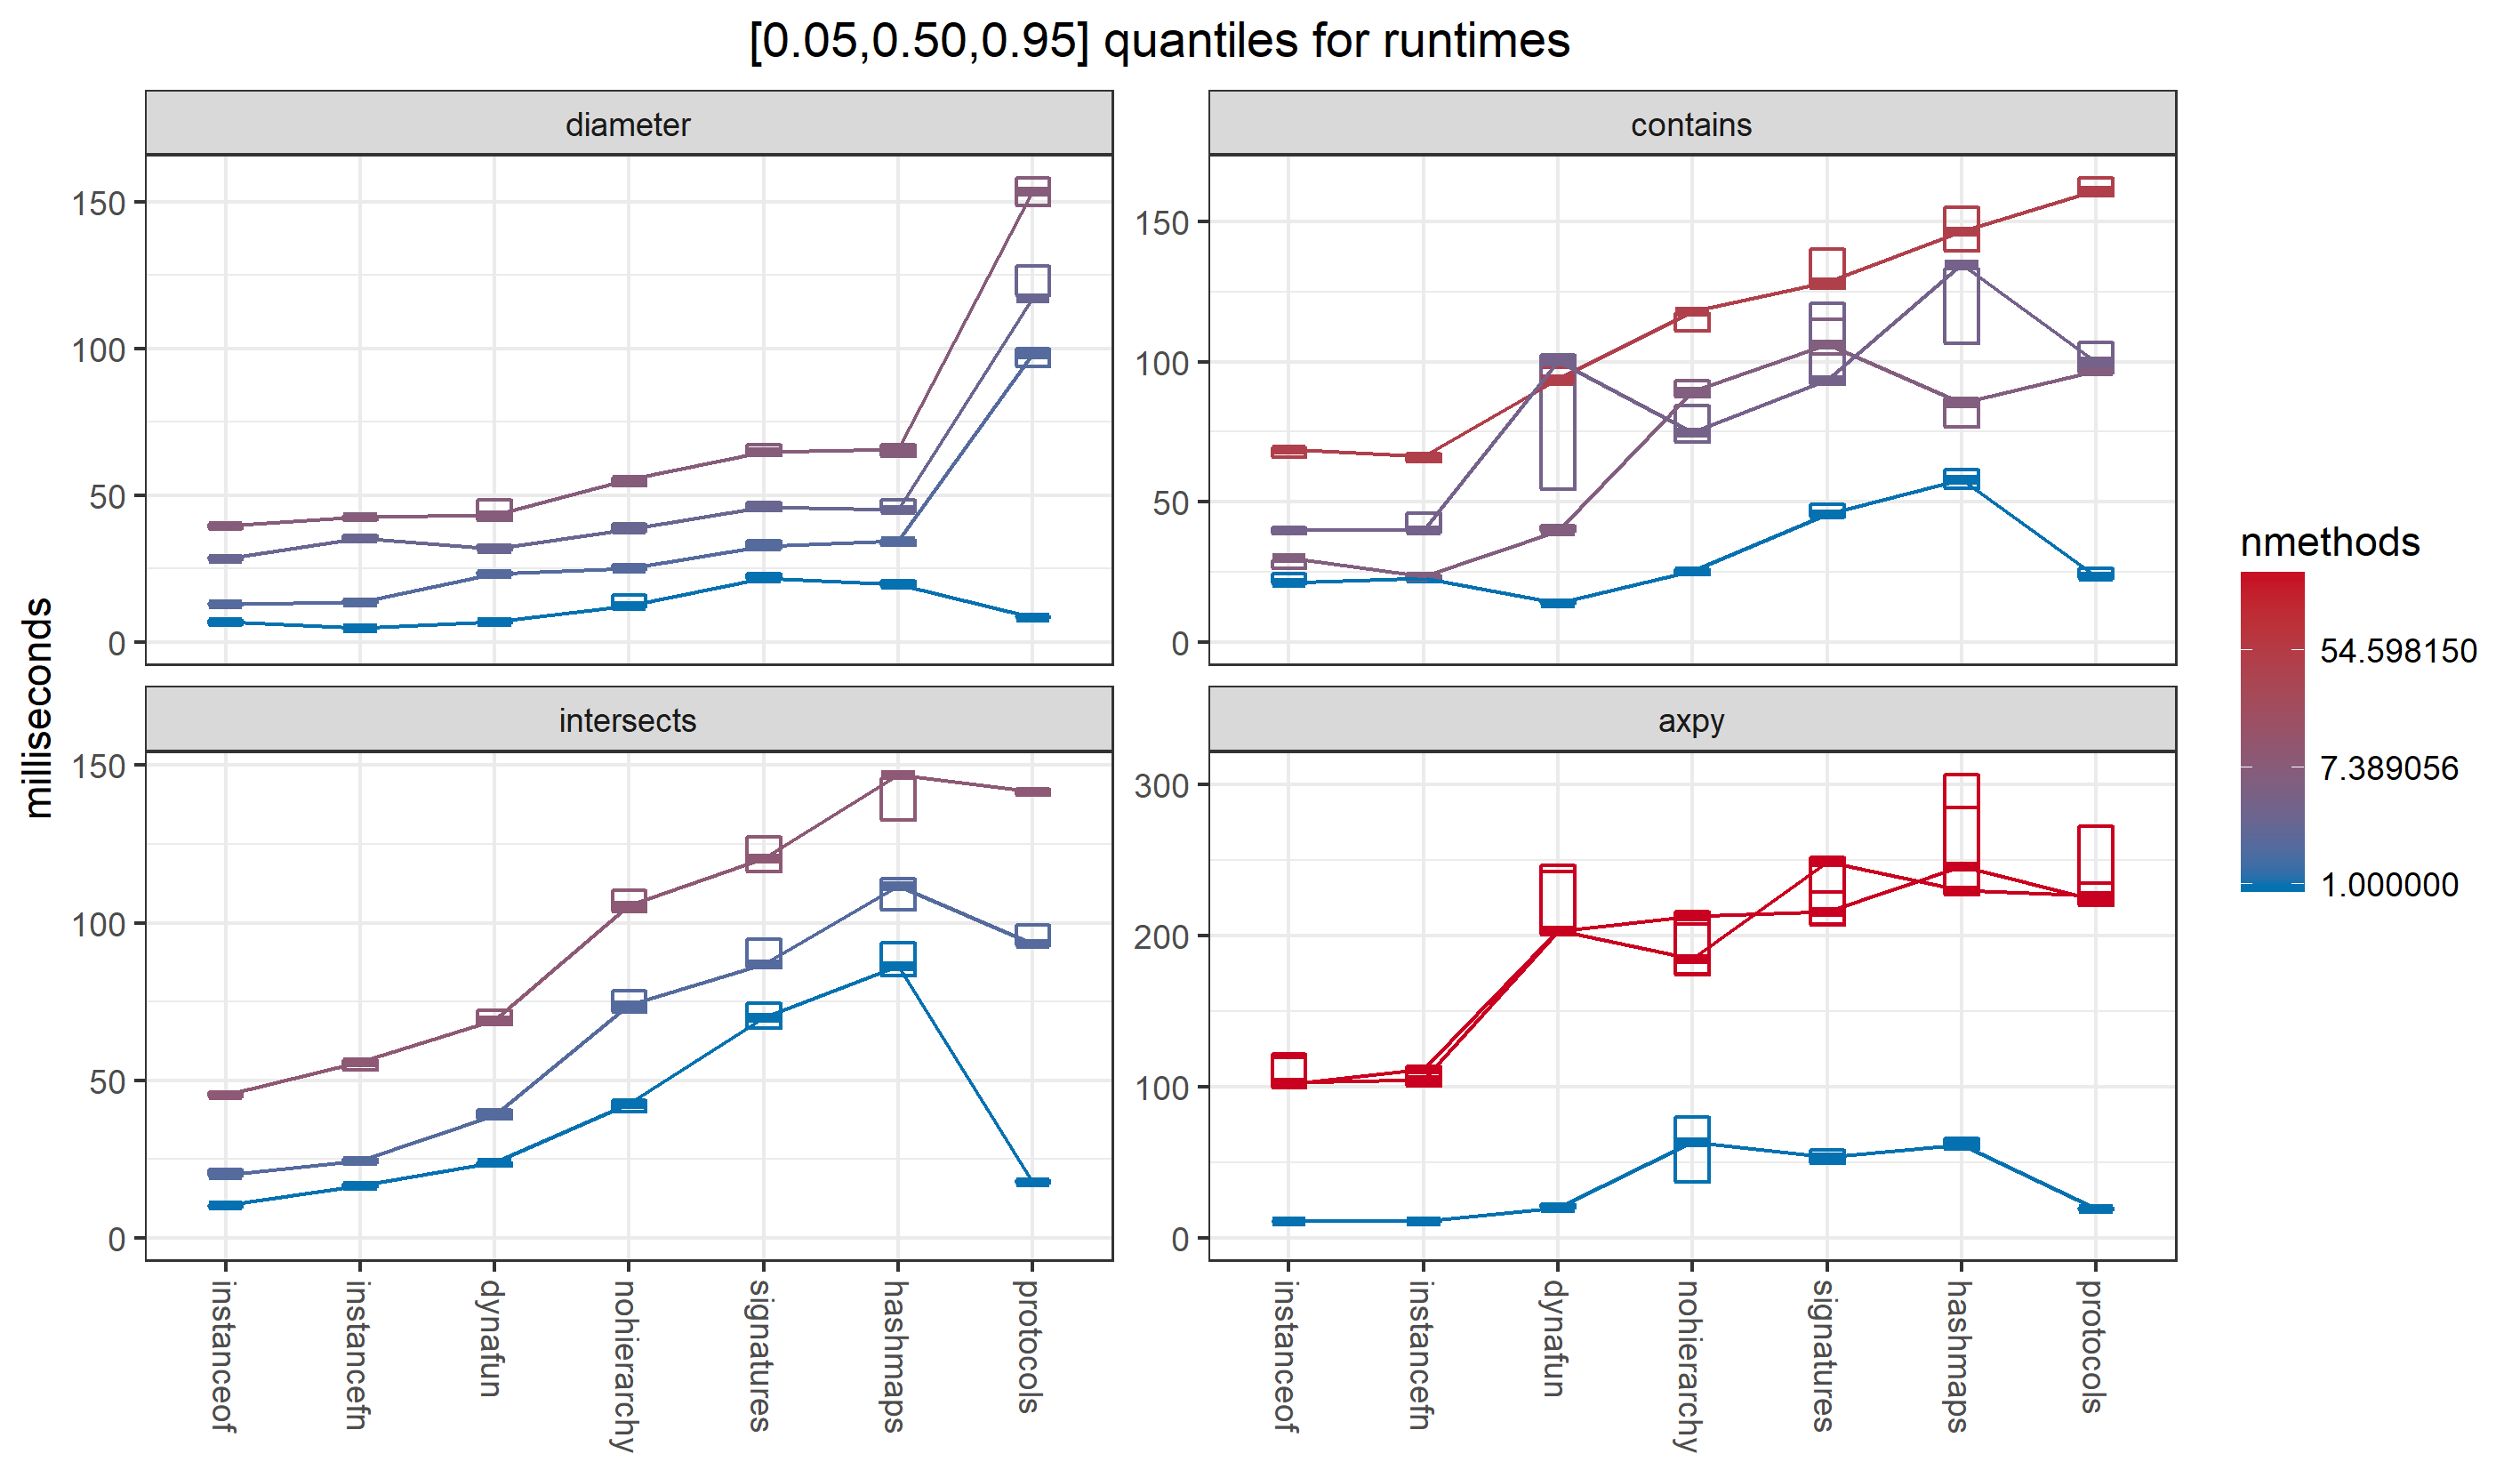 [0.05,0.50,0.95] quantiles for runtimes
diameter
contains
150
100
50
0
150
100
50
0
milliseconds
intersects
axpy
150
100
50
0
300
200
100
0
instanceof
instancefn
dynafun
nohierarchy
signatures
hashmaps
protocols
instanceof
instancefn
dynafun
nohierarchy
signatures
hashmaps
protocols
nmethods
54.598150
7.389056
1.000000